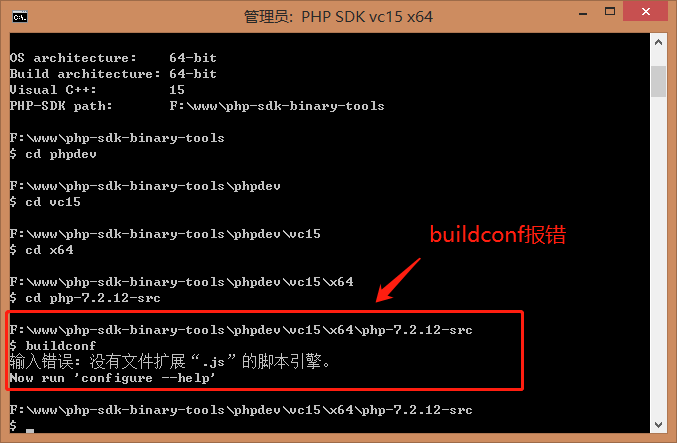 管理员: PHP SDK vc15 x64
OS architecture: 64-bit
Build architecture: 64-bit
Visual C++: 15
PHP-SDK path: F:\www\php-sdk-binary-tools
F:\www\php-sdk-binary-tools
$ cd phpdev
F:\www\php-sdk-binary-tools\phpdev
$ cd vc15
F:\www\php-sdk-binary-tools\phpdev\vc15
$ cd x64
buildconf报错
F:\www\php-sdk-binary-tools\phpdev\vc15\x64
$ cd php-7.2.12-src
F:\www\php-sdk-binary-tools\phpdev\vc15\x64\php-7.2.12-src
$ buildconf
输入错误: 没有文件扩展“.js”的脚本引擎。
Now run 'configure --help'
F:\www\php-sdk-binary-tools\phpdev\vc15\x64\php-7.2.12-src
$